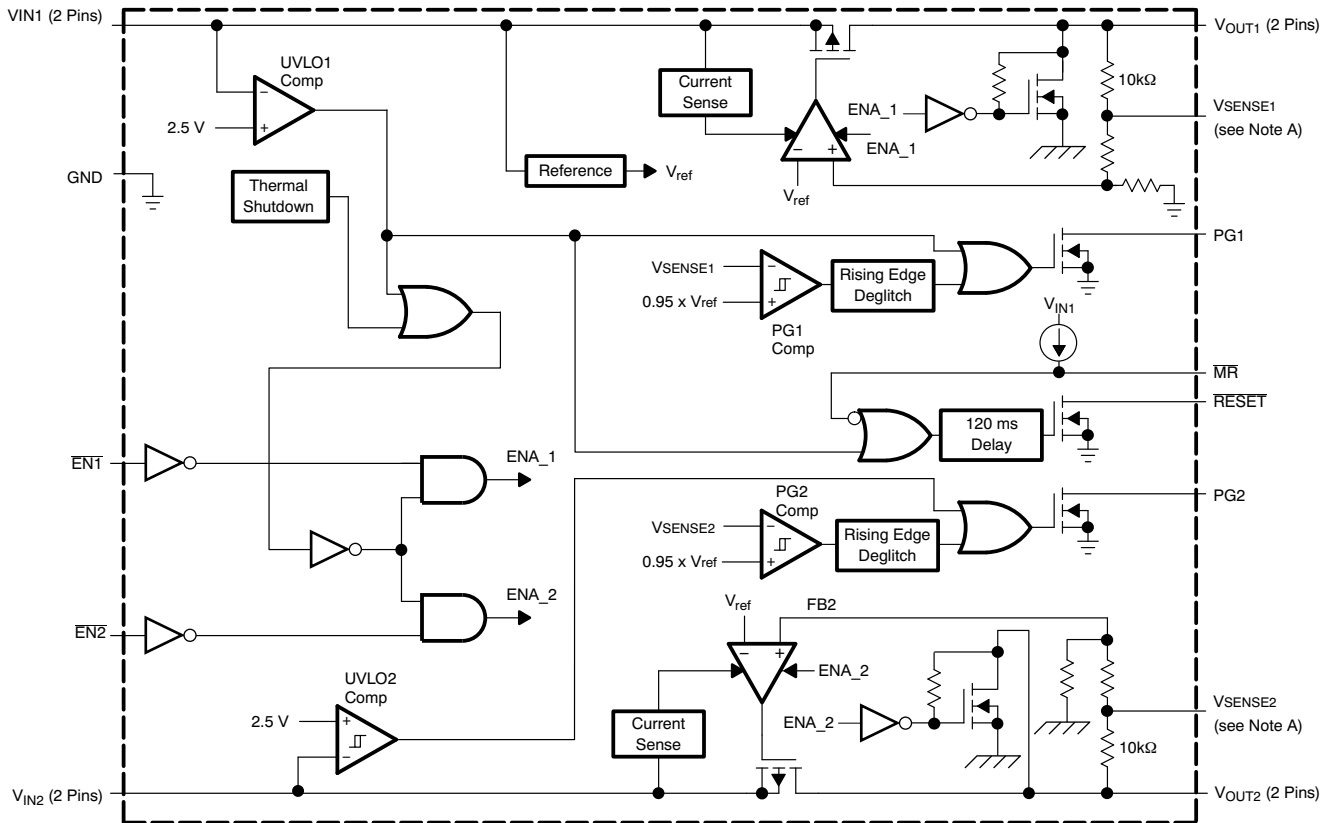 VIN1 (2 Pins)
VOUT1 (2 Pins)
UVLO1
Comp
−
+
2.5 V
Current
Sense
ENA_1
10kΩ
VSENSE1
(see Note A)
ENA_1
− +
Vref
Reference
Vref
GND
Thermal
Shutdown
PG1
VSENSE1
−
0.95 x Vref
+
Rising Edge
Deglitch
PG1
Comp
VIN1
MR
RESET
120 ms
Delay
EN1
ENA_1
PG2
Comp
PG2
VSENSE2
−
0.95 x Vref
+
Rising Edge
Deglitch
ENA_2
EN2
Vref
FB2
− +
ENA_2
UVLO2
Comp
2.5 V
+
−
Current
Sense
ENA_2
VSENSE2
(see Note A)
10kΩ
VIN2 (2 Pins)
VOUT2 (2 Pins)